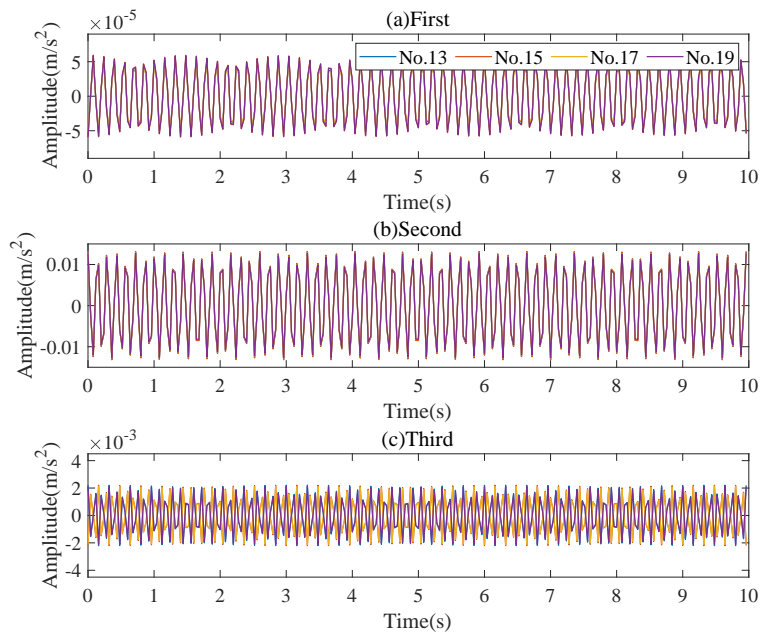 (a)First
×10⁻⁵
Amplitude(m/s²)
5
0
-5
No.13 No.15 No.17 No.19
0 1 2 3 4 5 6 7 8 9 10
Time(s)
(b)Second
Amplitude(m/s²)
0.01
0
-0.01
0 1 2 3 4 5 6 7 8 9 10
Time(s)
(c)Third
×10⁻³
Amplitude(m/s²)
4
2
0
-2
-4
0 1 2 3 4 5 6 7 8 9 10
Time(s)